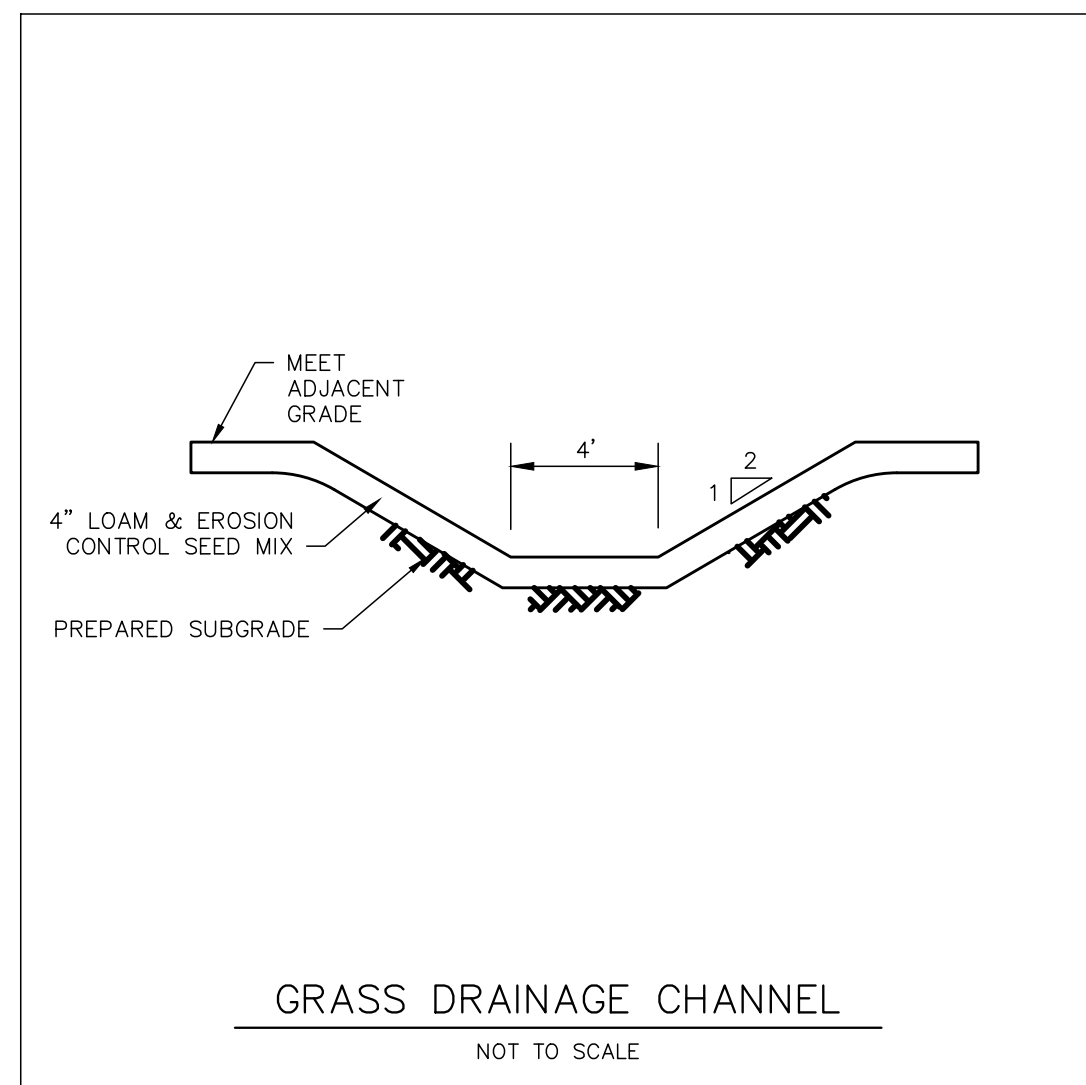 MEET
ADJACENT
GRADE
4'
2
1
4" LOAM & EROSION
CONTROL SEED MIX
PREPARED SUBGRADE
GRASS DRAINAGE CHANNEL
NOT TO SCALE